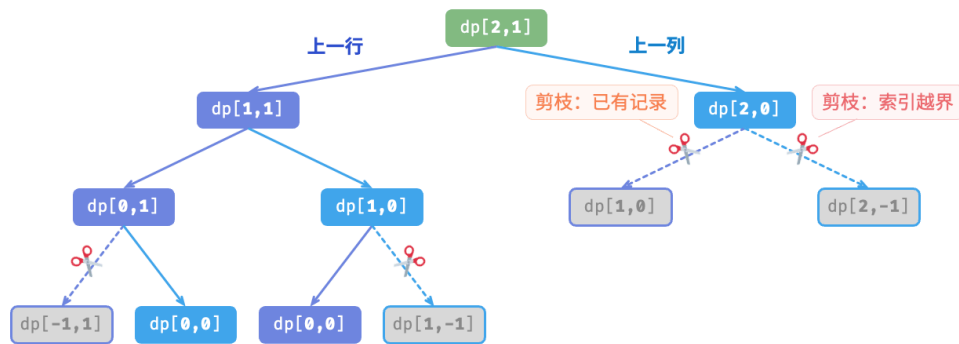 dp[2,1]
上一行
上一列
dp[1,1]
剪枝：已有记录
dp[2,0]
剪枝：索引越界
dp[0,1]
dp[1,0]
dp[1,0]
dp[2,-1]
dp[-1,1]
dp[0,0]
dp[0,0]
dp[1,-1]